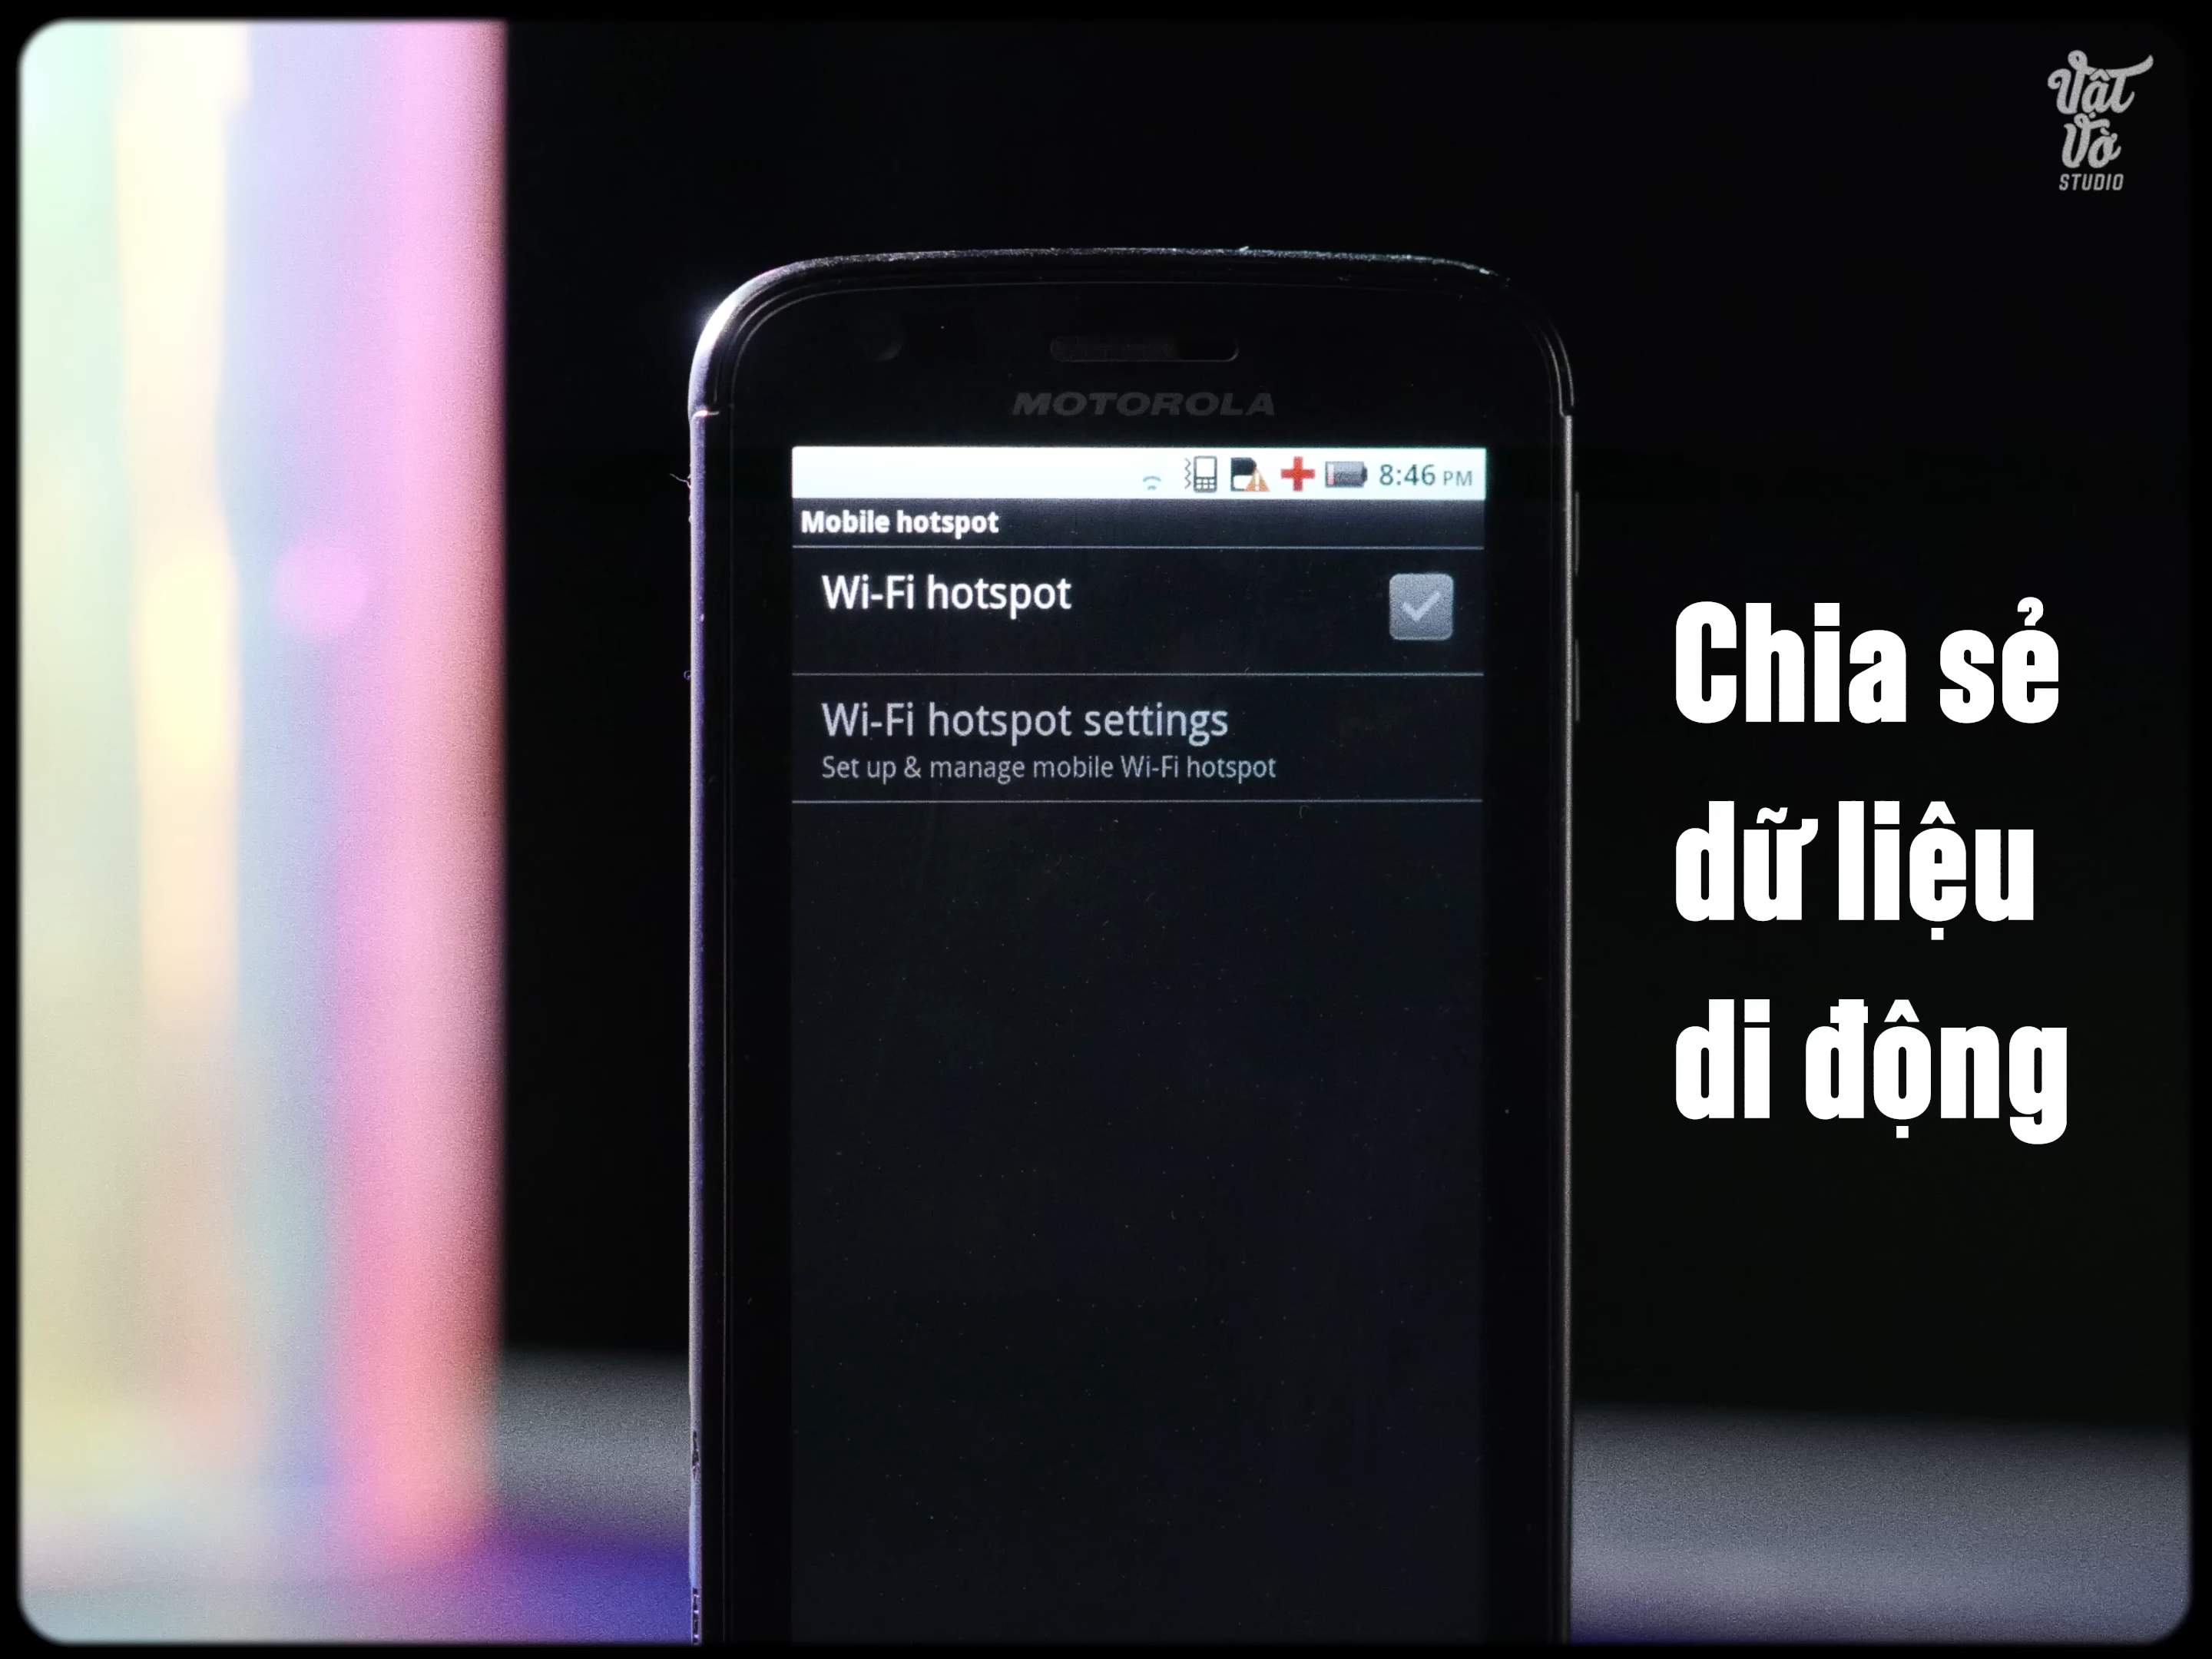 Vật
Vờ
STUDIO
MOTOROLA
8:46 PM
Mobile hotspot
Wi-Fi hotspot
Wi-Fi hotspot settings
Set up & manage mobile Wi-Fi hotspot
Chia sẻ
dữ liệu
di động